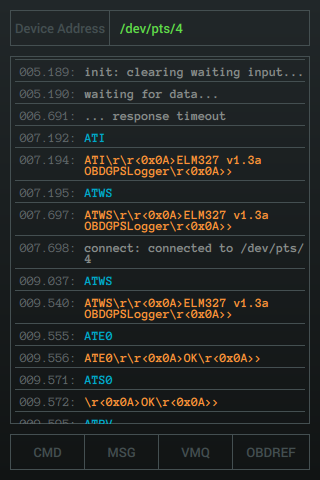 Device Address /dev/pts/4
005.189: init: clearing waiting input...
005.190: waiting for data...
006.691: ... response timeout
007.192: ATI
007.194: ATI\r\r<0x0A>ELM327 v1.3a
OBDGPSLogger\r<0x0A>>
007.195: ATWS
007.697: ATWS\r\r<0x0A>ELM327 v1.3a
OBDGPSLogger\r<0x0A>>
007.698: connect: connected to /dev/pts/
4
009.037: ATWS
009.540: ATWS\r\r<0x0A>ELM327 v1.3a
OBDGPSLogger\r<0x0A>>
009.555: ATE0
009.556: ATE0\r\r<0x0A>OK\r<0x0A>>
009.571: ATS0
009.572: \r<0x0A>OK\r<0x0A>>
CMD MSG VMQ OBDREF